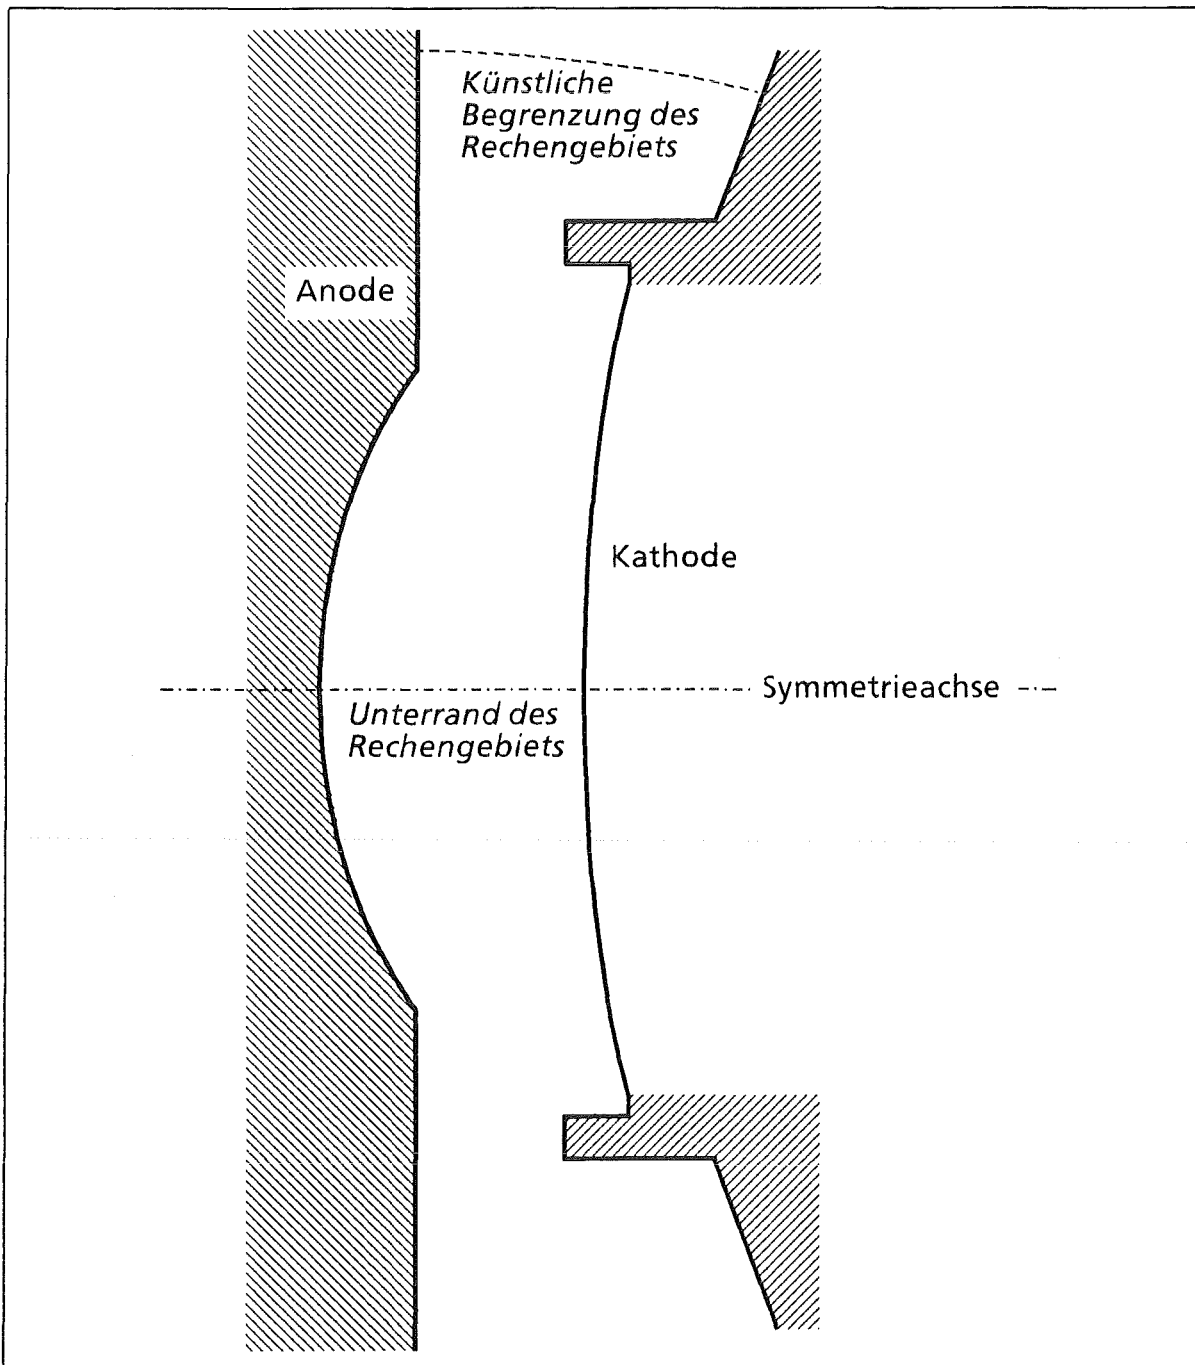 Künstliche
Begrenzung des
Rechengebiets
Anode
Kathode
Symmetrieachse
Unterrand des
Rechengebiets